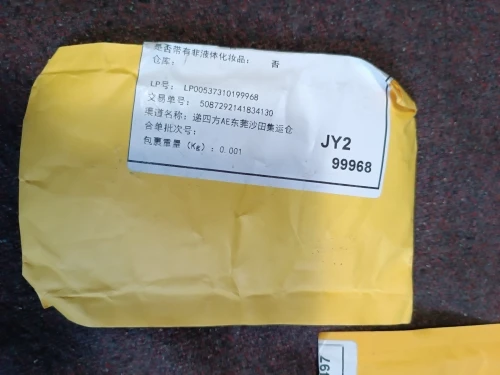 是否带有非液体化妆品： 否
仓库：
LP号： LP00537310199968
交易单号： 5087292141834130
渠道名称：递四方AE东莞沙田集运仓
合单批次号：
包裹重量（Kg）：0.001
JY2
99968
497